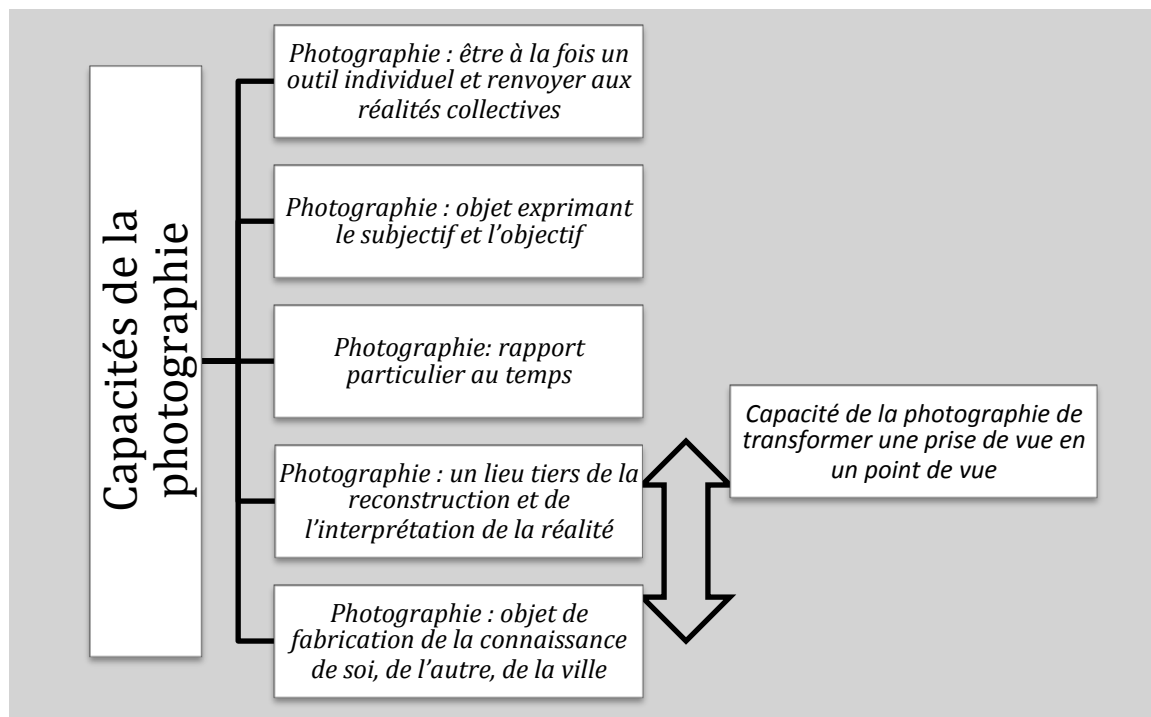 Capacités de la
photographie
Photographie : être à la fois un
outil individuel et renvoyer aux
réalités collectives
Photographie : objet exprimant
le subjectif et l’objectif
Photographie: rapport
particulier au temps
Photographie : un lieu tiers de la
reconstruction et de
l’interprétation de la réalité
Photographie : objet de
fabrication de la connaissance
de soi, de l’autre, de la ville
Capacité de la photographie de
transformer une prise de vue en
un point de vue